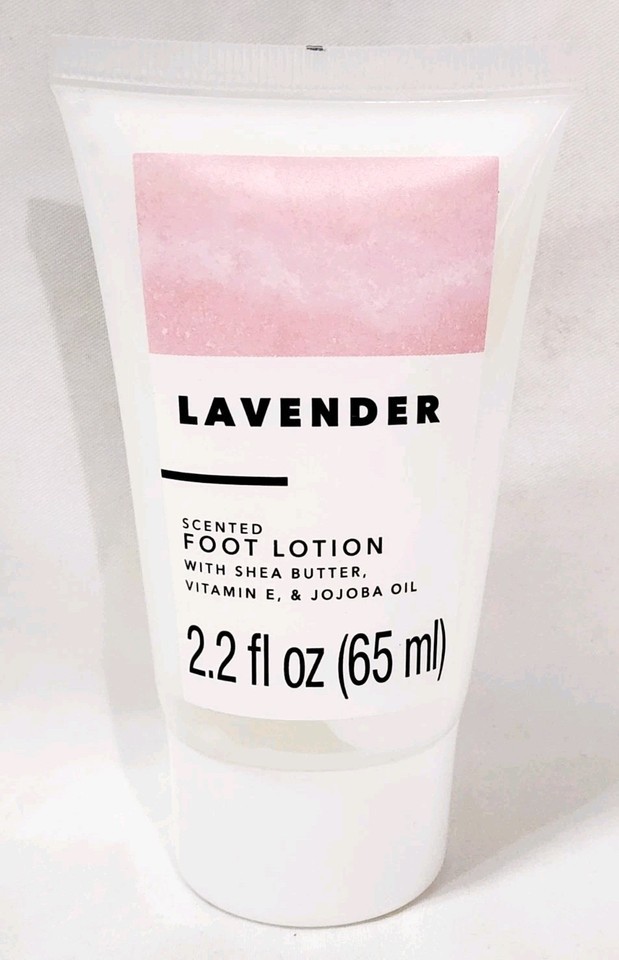 LAVENDER
SCENTED
FOOT LOTION
WITH SHEA BUTTER,
VITAMIN E, & JOJOBA OIL
2.2 fl oz (65 ml)